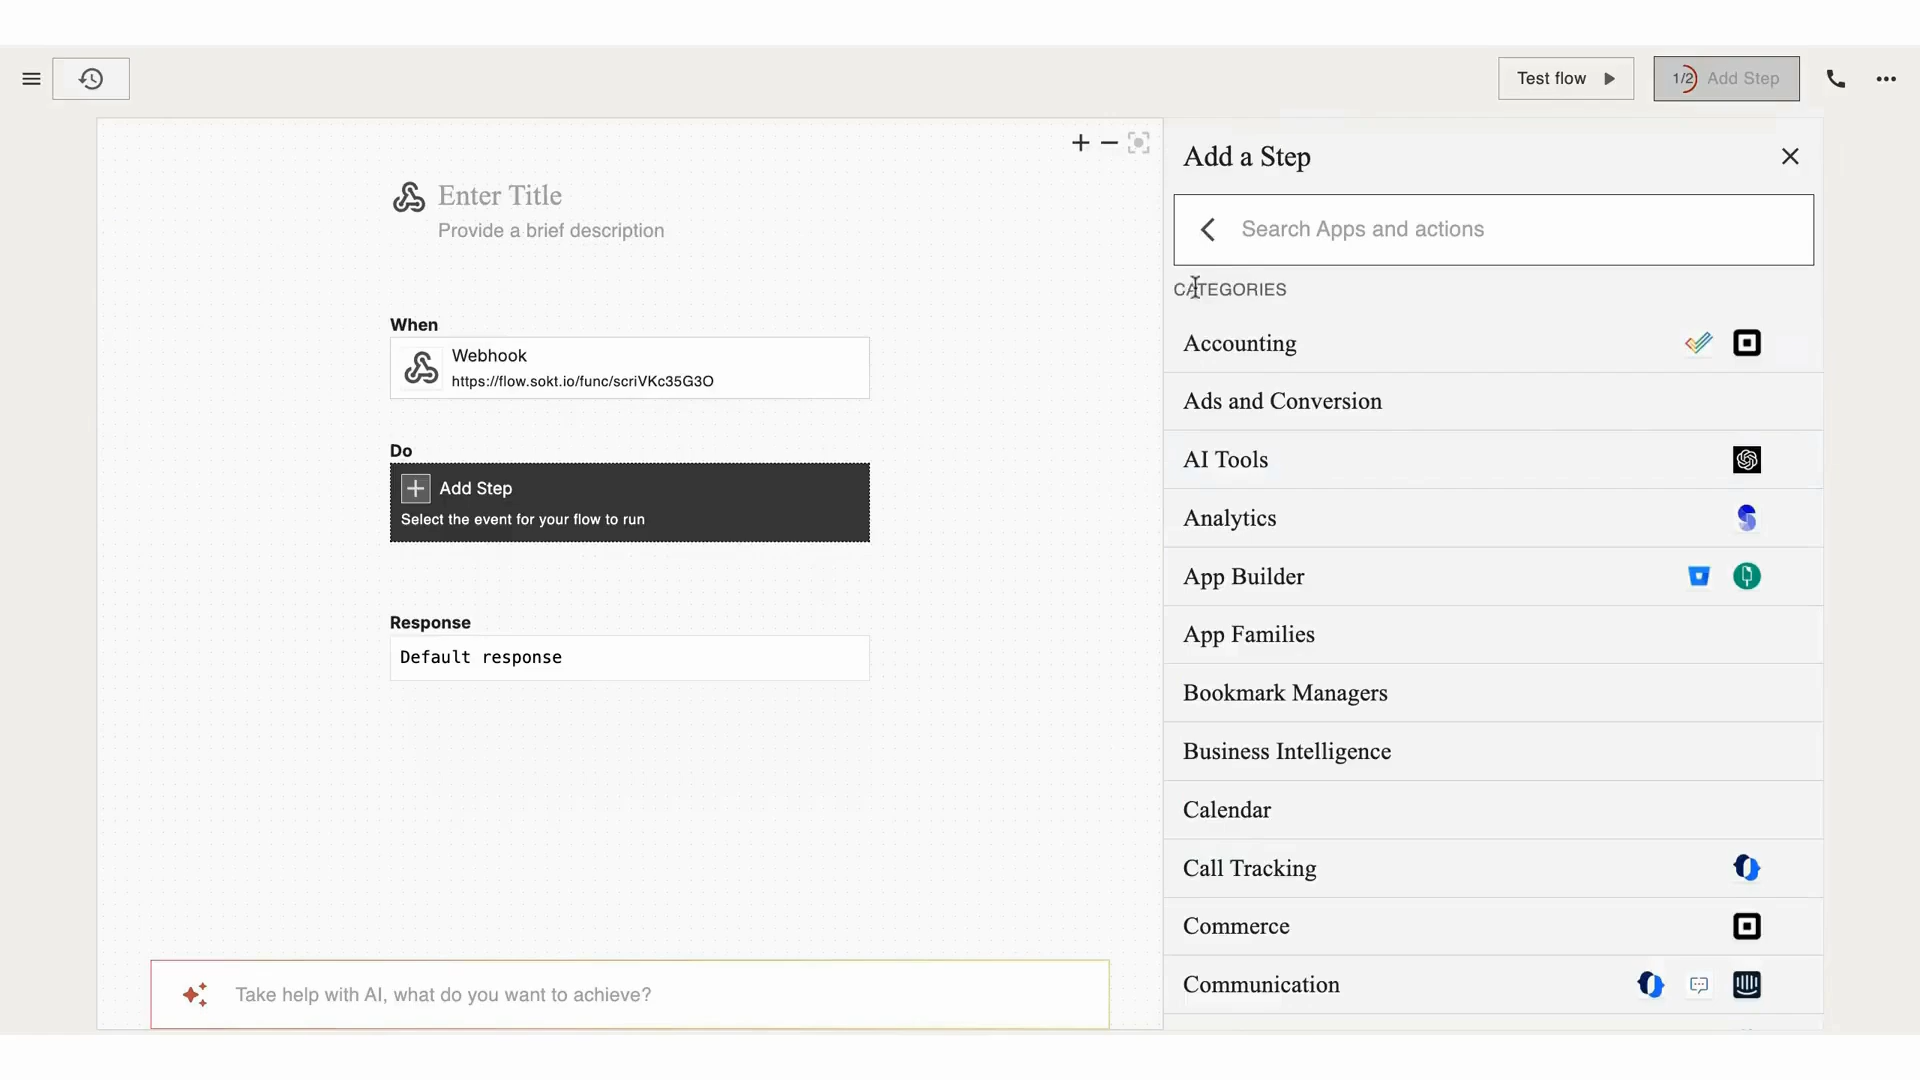 Test flow
1/2 Add Step
Enter Title
Provide a brief description
When
Webhook
https://flow.sokt.io/func/scriVKc35G3O
Do
Add Step
Select the event for your flow to run
Response
Default response
Take help with AI, what do you want to achieve?
Add a Step
Search Apps and actions
CATEGORIES
Accounting
Ads and Conversion
AI Tools
Analytics
App Builder
App Families
Bookmark Managers
Business Intelligence
Calendar
Call Tracking
Commerce
Communication